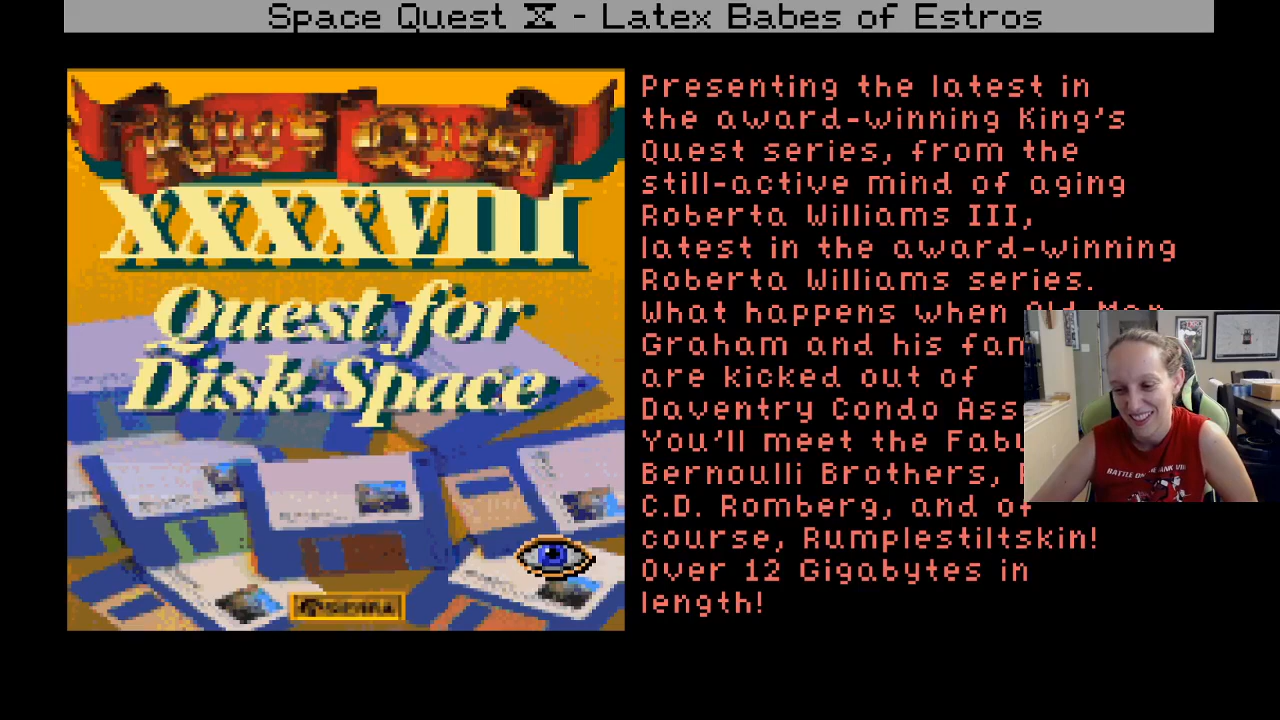 Space Quest X - Latex Babes of Estros
King's Quest
XXXXVIII
Quest for
Disk Space
SIERRA
Presenting the latest in
the award-winning King's
Quest series, from the
still-active mind of aging
Roberta Williams III,
latest in the award-winning
Roberta Williams series.
What happens when Old Man
Graham and his fam
are kicked out of
Daventry Condo Ass
You'll meet the Fabu
Bernoulli Brothers,
C.D. Romberg, and of
course, Rumplestiltskin!
Over 12 Gigabytes in
length!
BATTLE OF